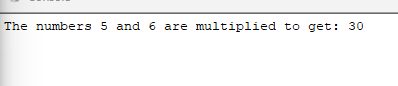 The numbers 5 and 6 are multiplied to get: 30